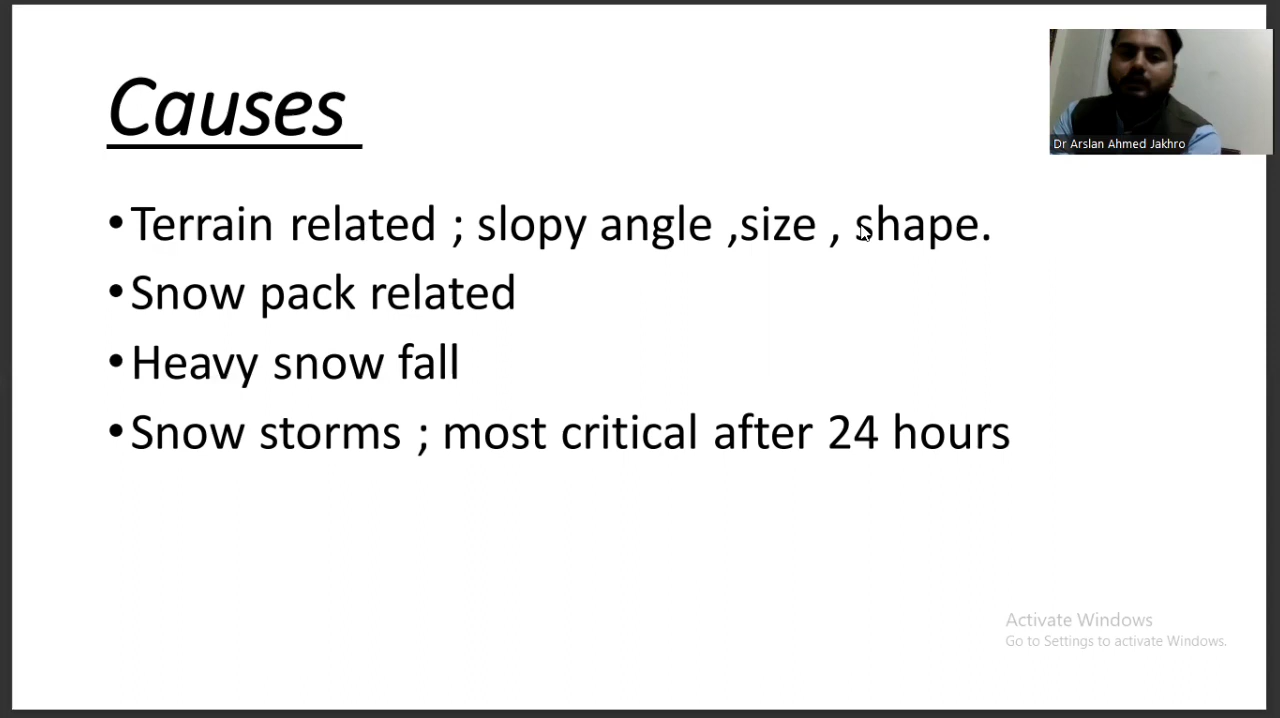 Causes
Dr Arslan Ahmed Jakhro
•Terrain related ; slopy angle ,size , shape.
•Snow pack related
•Heavy snow fall
•Snow storms ; most critical after 24 hours
Activate Windows
Go to Settings to activate Windows.